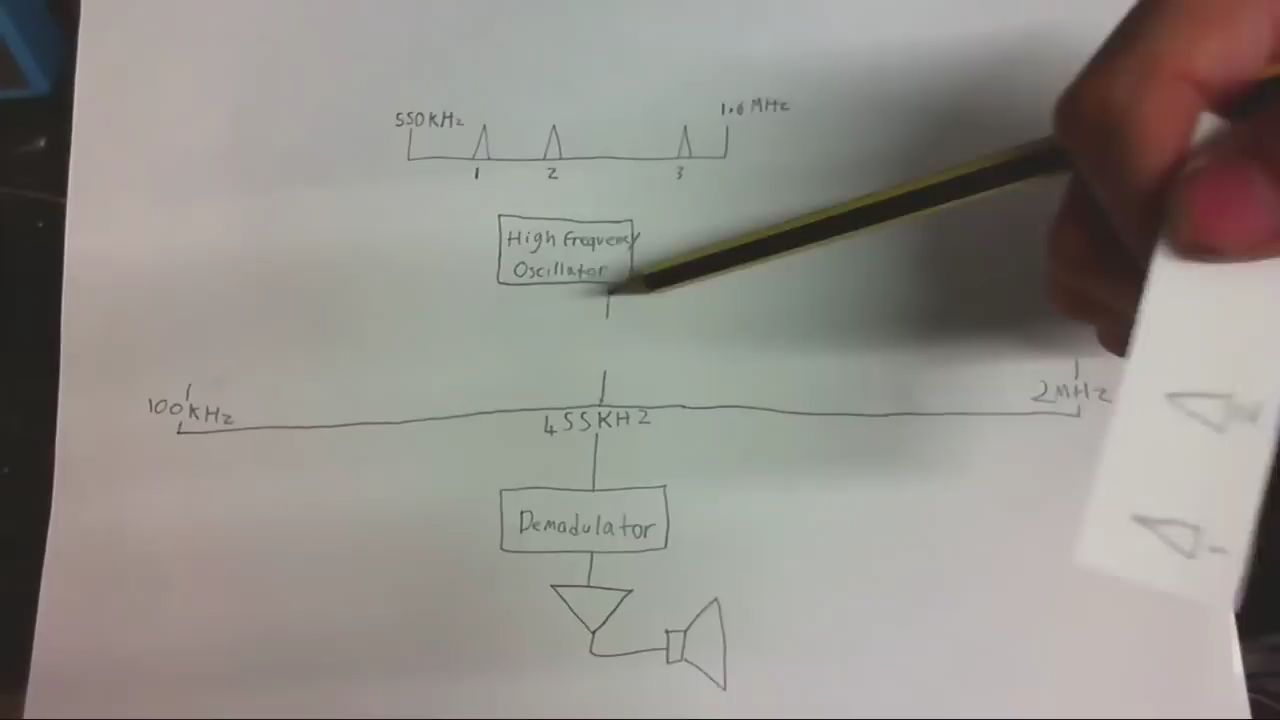 550KHz 1.6 MHz
1 2 3
High Frequency
Oscillator
100KHz 2MHz
455KHZ
Demodulator